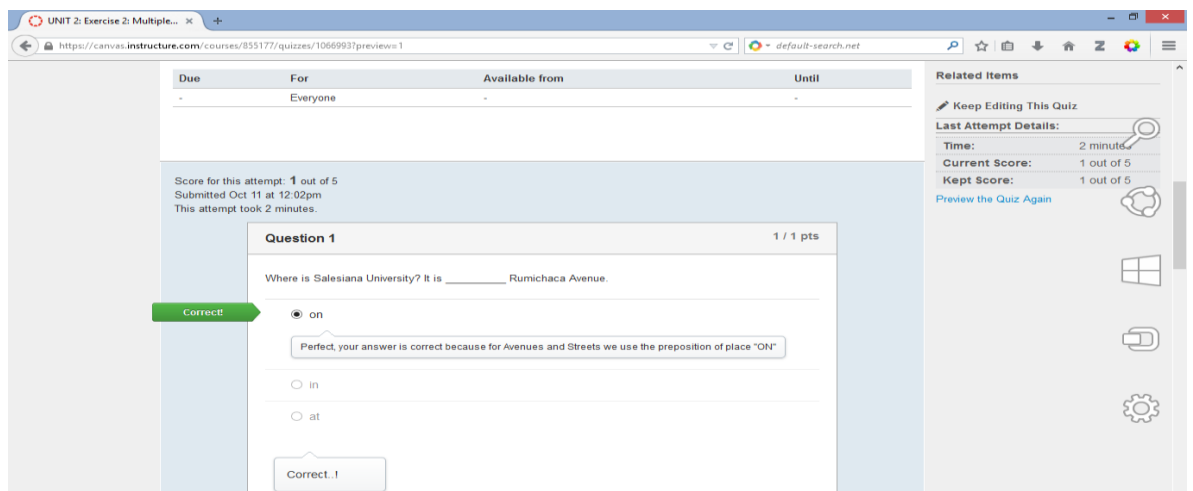 UNIT 2: Exercise 2: Multiple...
https://canvas.instructure.com/courses/855177/quizzes/1066993?preview=1
default-search.net
Due For Available from Until
- Everyone - -
Related Items
Keep Editing This Quiz
Last Attempt Details:
Time: 2 minutes
Current Score: 1 out of 5
Kept Score: 1 out of 5
Preview the Quiz Again
Score for this attempt: 1 out of 5
Submitted Oct 11 at 12:02pm
This attempt took 2 minutes.
Question 1 1 / 1 pts
Where is Salesiana University? It is __________ Rumichaca Avenue.
Correct!
on
Perfect, your answer is correct because for Avenues and Streets we use the preposition of place "ON"
in
at
Correct..!